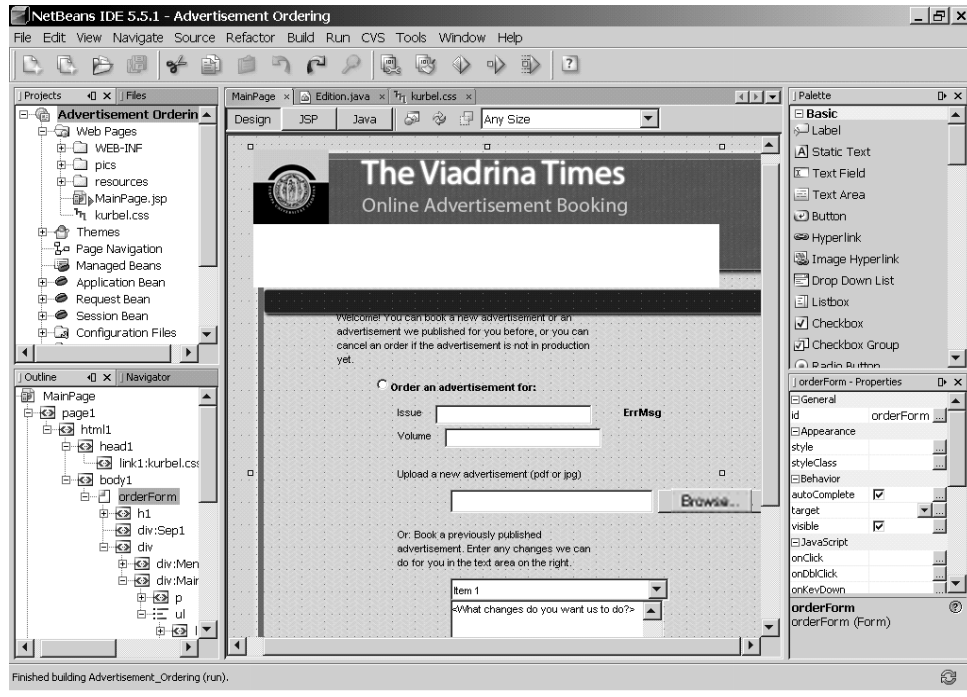 NetBeans IDE 5.5.1 - Advertisement Ordering
File Edit View Navigate Source Refactor Build Run CVS Tools Window Help
Projects
Files
Advertisement Orderin
Web Pages
WEB-INF
pics
resources
MainPage.jsp
kurbel.css
Themes
Page Navigation
Managed Beans
Application Bean
Request Bean
Session Bean
Configuration Files
Outline
Navigator
MainPage
page1
html1
head1
link1:kurbel.css
body1
orderForm
h1
div:Sep1
div
div:Men
div:Mair
p
ul
MainPage
Edition.java
kurbel.css
Design
JSP
Java
Any Size
The Viadrina Times
Online Advertisement Booking
Welcome! You can book a new advertisement or an
advertisement we published for you before, or you can
cancel an order if the advertisement is not in production
yet.
Order an advertisement for:
Issue
ErrMsg
Volume
Upload a new advertisement (pdf or jpg)
Browse...
Or: Book a previously published
advertisement. Enter any changes we can
do for you in the text area on the right.
Item 1
<What changes do you want us to do?>
Palette
Basic
Label
Static Text
Text Field
Text Area
Button
Hyperlink
Image Hyperlink
Drop Down List
Listbox
Checkbox
Checkbox Group
Radio Button
orderForm - Properties
General
id orderForm ...
Appearance
style ...
styleClass ...
Behavior
autoComplete ...
target ...
visible ...
JavaScript
onClick ...
onDblClick ...
onKeyDown ...
orderForm
orderForm (Form)
Finished building Advertisement_Ordering (run).